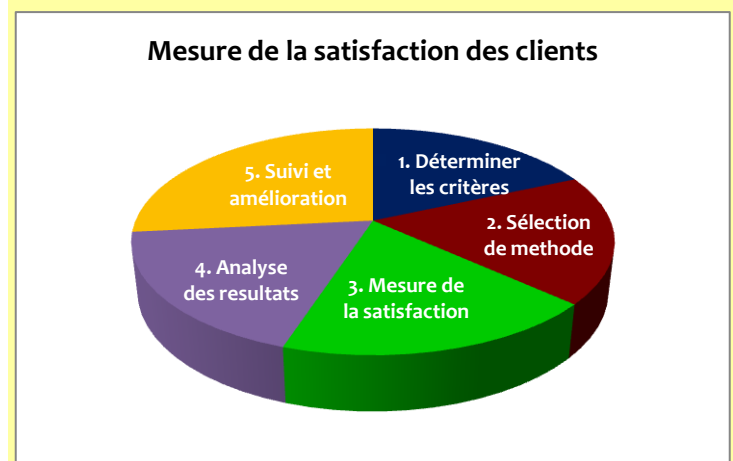 Mesure de la satisfaction des clients
1. Déterminer
les critères
2. Sélection
de methode
3. Mesure de
la satisfaction
4. Analyse
des resultats
5. Suivi et
amélioration